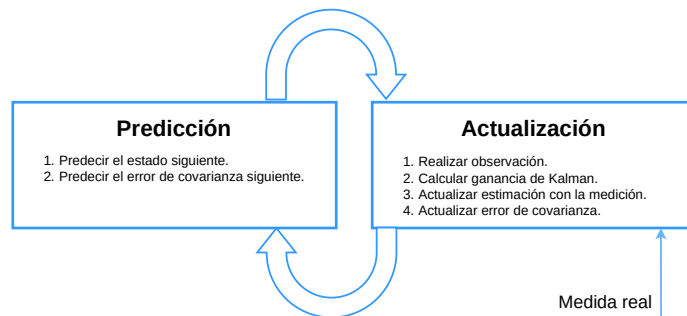 Predicción
1. Predecir el estado siguiente.
2. Predecir el error de covarianza siguiente.
Actualización
1. Realizar observación.
2. Calcular ganancia de Kalman.
3. Actualizar estimación con la medición.
4. Actualizar error de covarianza.
Medida real